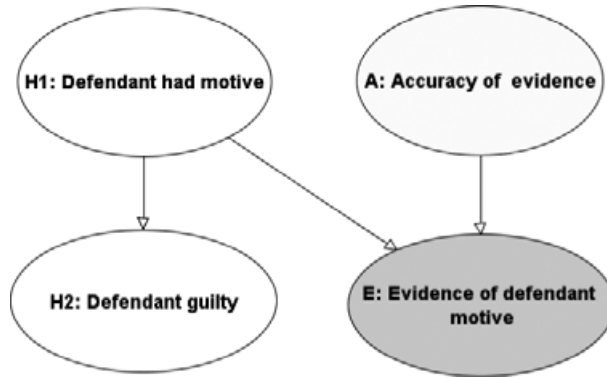 H1: Defendant had motive
A: Accuracy of evidence
H2: Defendant guilty
E: Evidence of defendant
motive